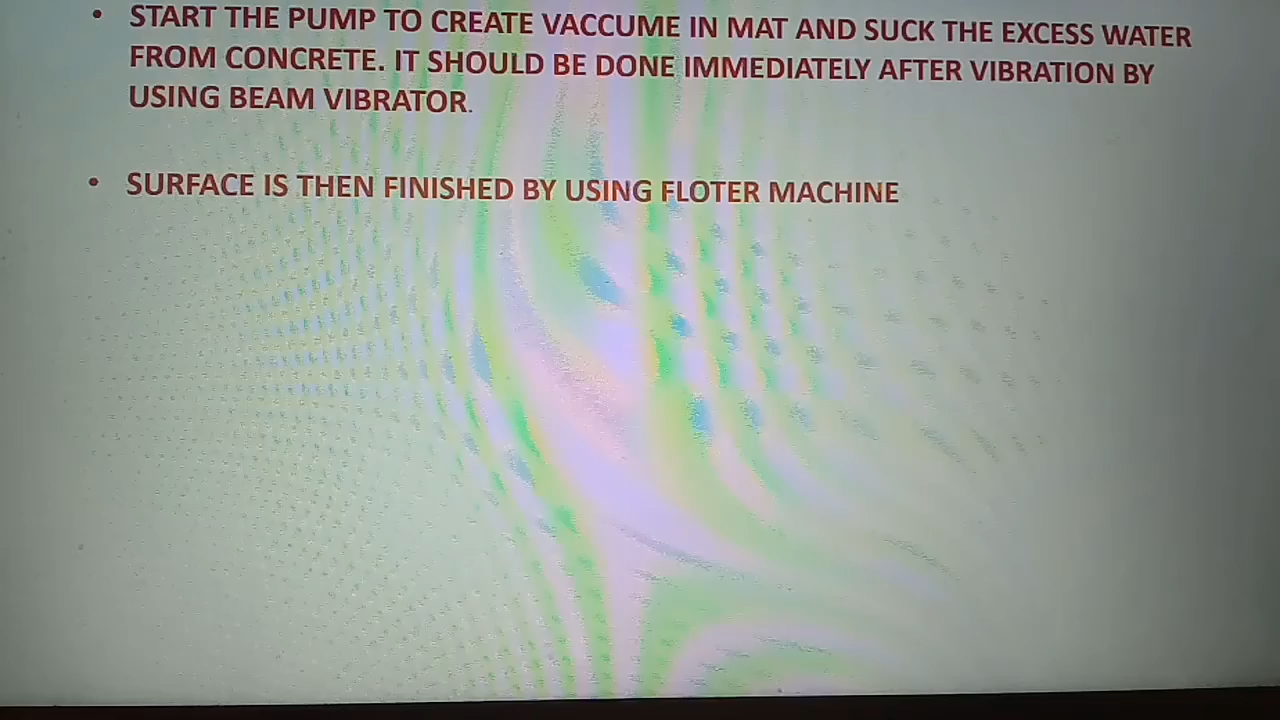 • START THE PUMP TO CREATE VACCUME IN MAT AND SUCK THE EXCESS WATER
FROM CONCRETE. IT SHOULD BE DONE IMMEDIATELY AFTER VIBRATION BY
USING BEAM VIBRATOR.
• SURFACE IS THEN FINISHED BY USING FLOTER MACHINE